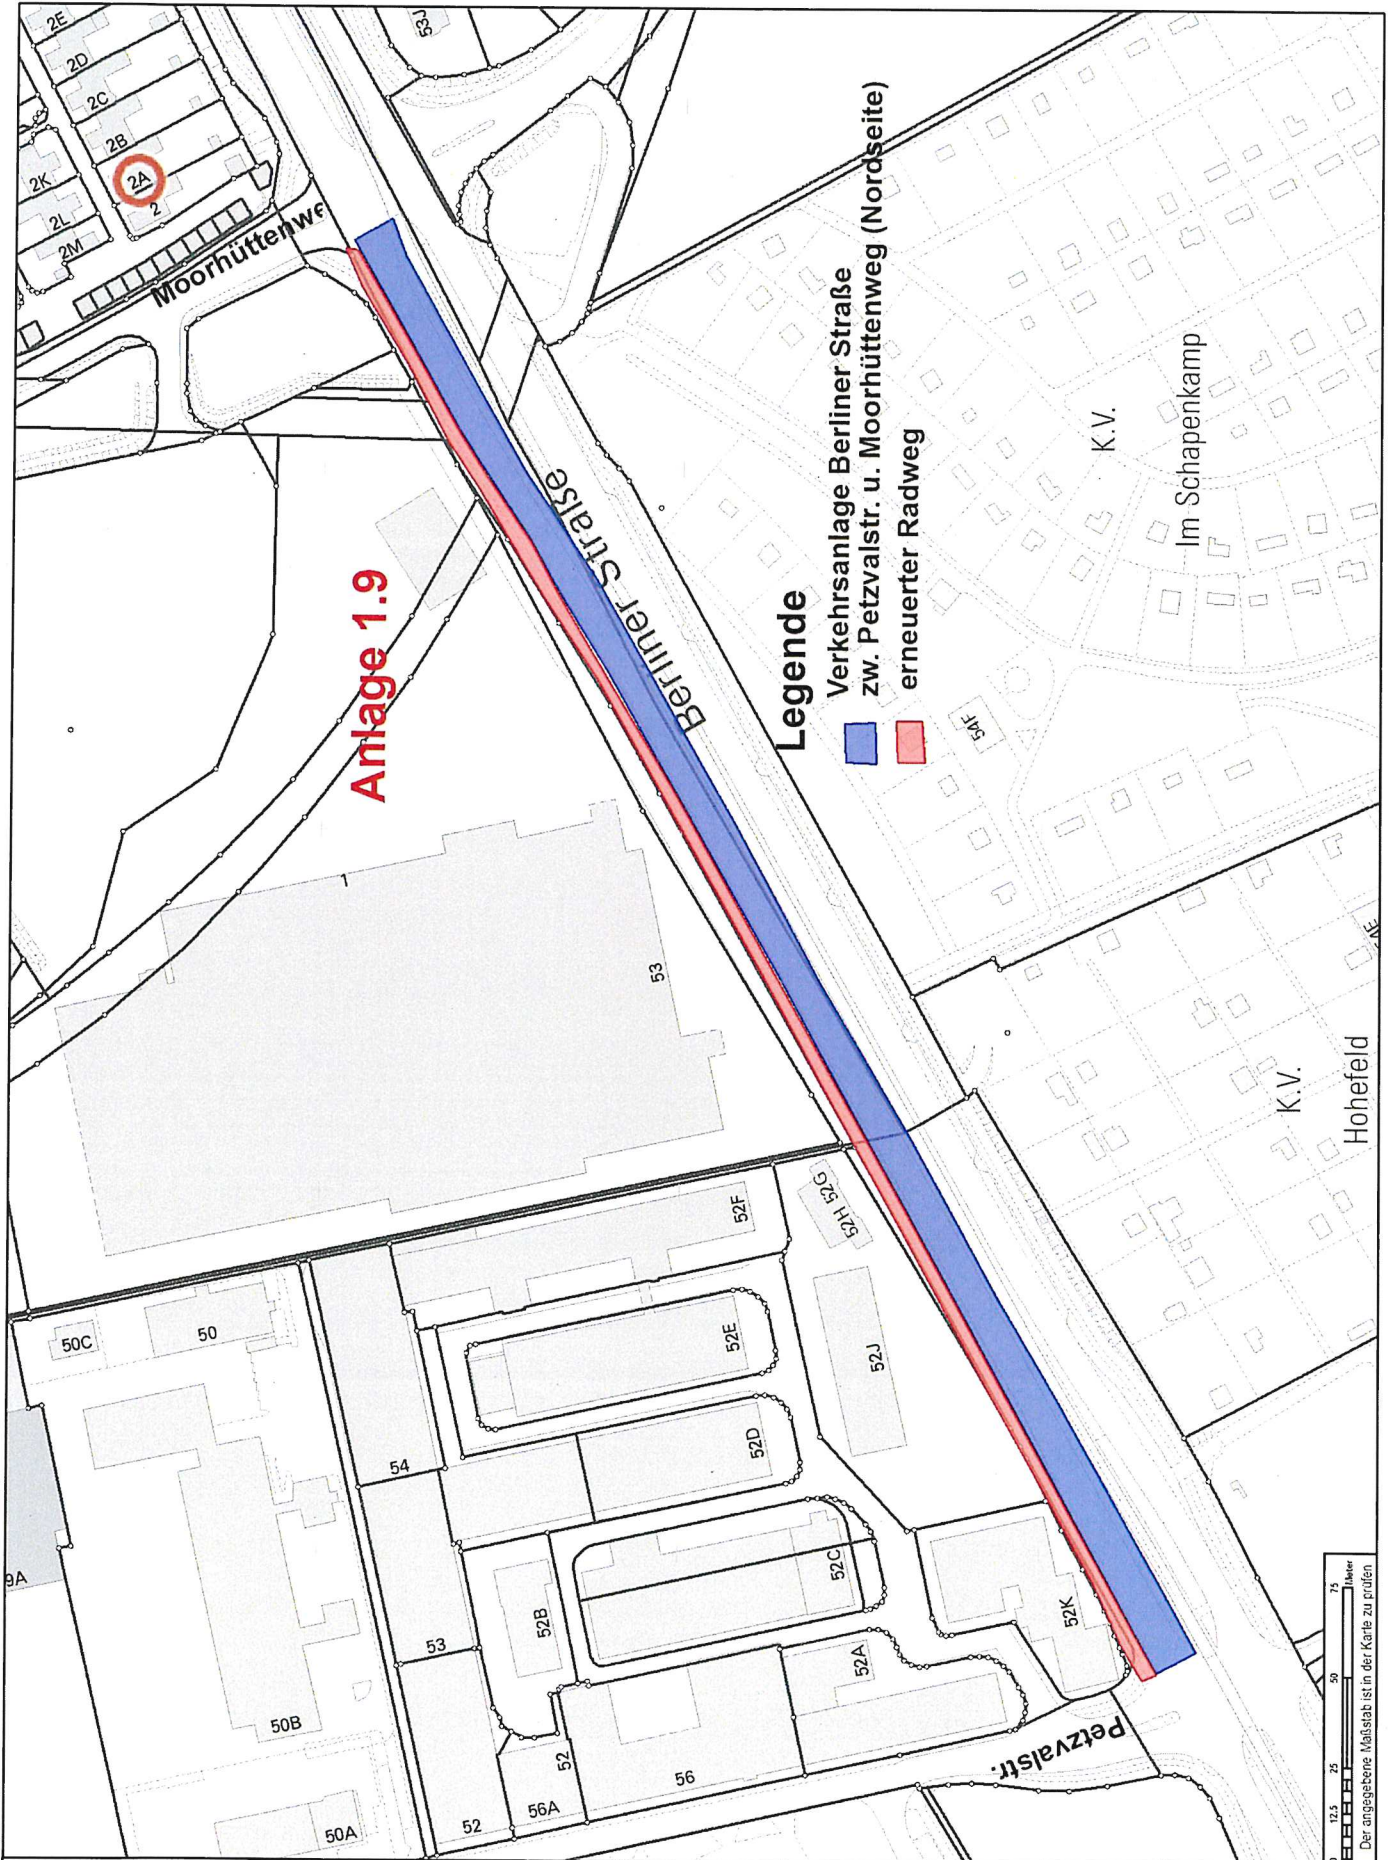 Anlage 1.9
Legende
Verkehrsanlage Berliner Straße
zw. Petzvalstr. u. Moorhüttenweg (Nordseite)
erneuerter Radweg
Berliner Straße
Moorhüttenwe
Petzvalstr.
K.V.
Im Schapenkamp
K.V.
Hohefeld
2E
2D
2C
2B
2A
2
2K
2L
2M
53J
1
53
54F
50C
50
54
53
50B
50A
52
56A
52
56
52A
52B
52C
52D
52E
52F
52H 52G
52J
52K
9A
12.5 25 50 75
Meter
Der angegebene Maßstab ist in der Karte zu prüfen